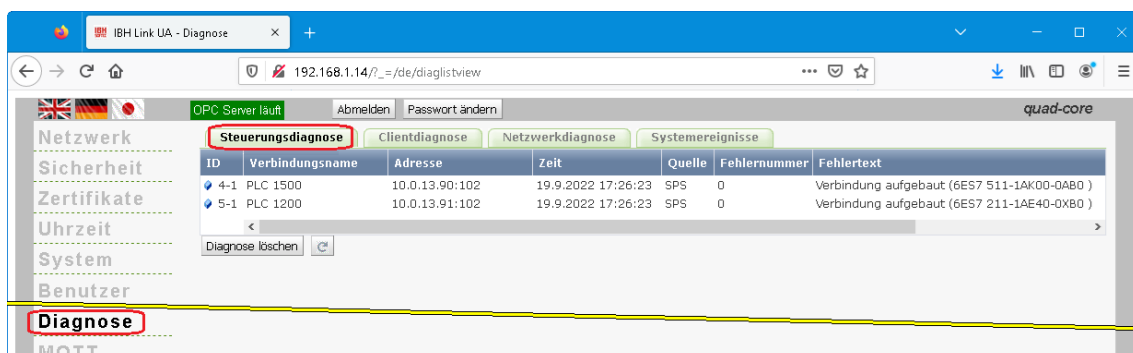 IBH Link UA - Diagnose
192.168.1.14/?_=/de/diaglistview
OPC Server läuft Abmelden Passwort ändern quad-core
Netzwerk
Sicherheit
Zertifikate
Uhrzeit
System
Benutzer
Diagnose
MQTT
Steuerungsdiagnose Clientdiagnose Netzwerkdiagnose Systemereignisse
ID Verbindungsname Adresse Zeit Quelle Fehlernummer Fehlertext
4-1 PLC 1500 10.0.13.90:102 19.9.2022 17:26:23 SPS 0 Verbindung aufgebaut (6ES7 511-1AK00-0AB0 )
5-1 PLC 1200 10.0.13.91:102 19.9.2022 17:26:23 SPS 0 Verbindung aufgebaut (6ES7 211-1AE40-0XB0 )
Diagnose löschen